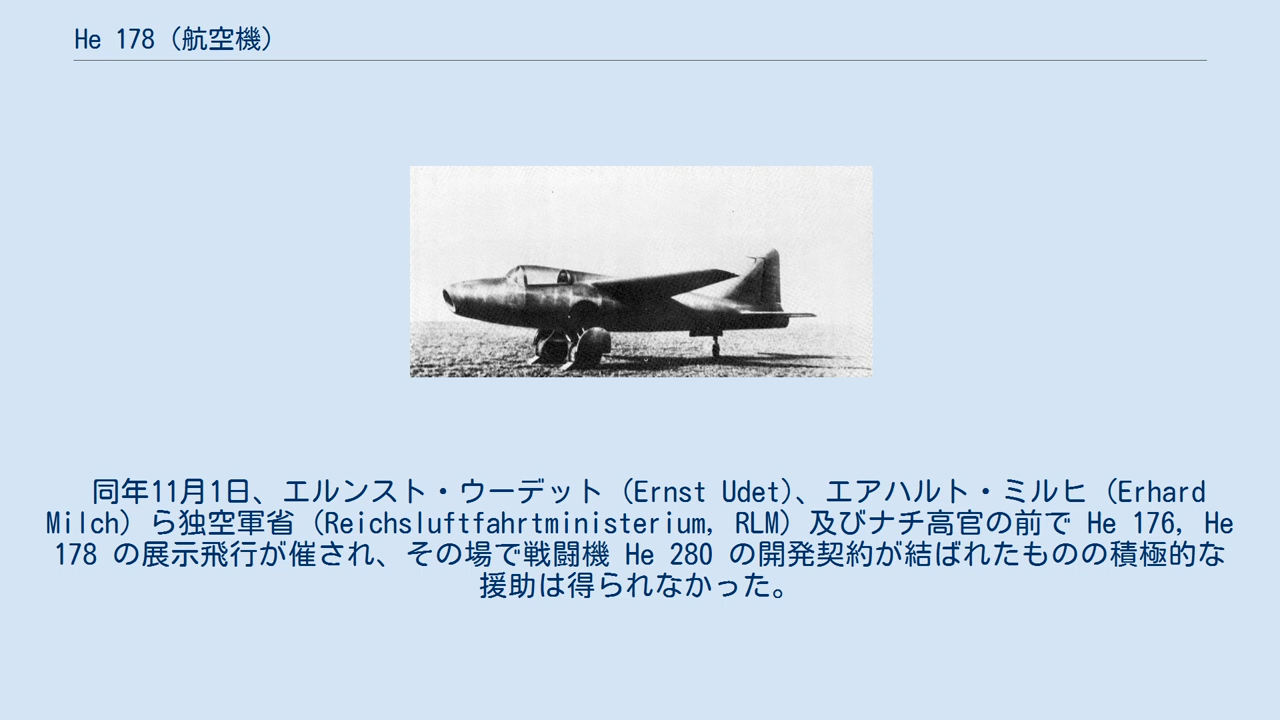 He 178（航空機）
同年11月1日、エルンスト・ウーデット（Ernst Udet）、エアハルト・ミルヒ（Erhard
Milch）ら独空軍省（Reichsluftfahrtministerium, RLM）及びナチ高官の前で He 176, He
178 の展示飛行が催され、その場で戦闘機 He 280 の開発契約が結ばれたものの積極的な
援助は得られなかった。